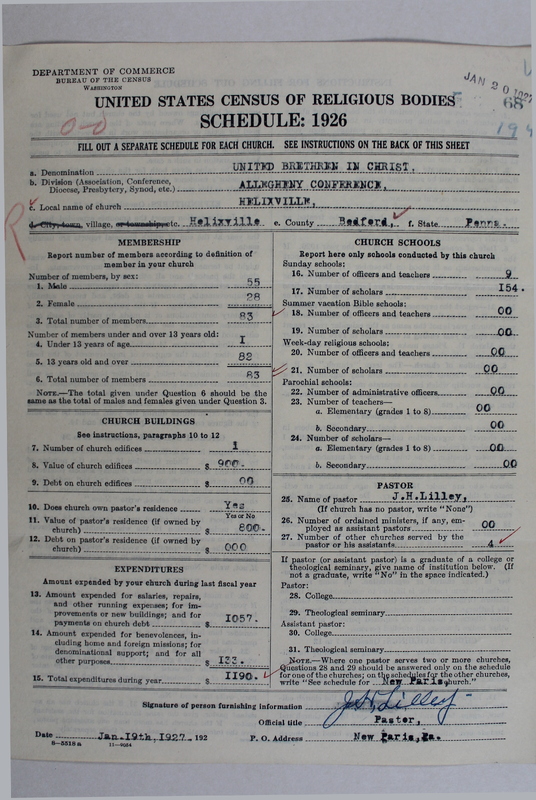 DEPARTMENT OF COMMERCE
BUREAU OF THE CENSUS
WASHINGTON
JAN 20 1927
68
UNITED STATES CENSUS OF RELIGIOUS BODIES
SCHEDULE: 1926
FILL OUT A SEPARATE SCHEDULE FOR EACH CHURCH. SEE INSTRUCTIONS ON THE BACK OF THIS SHEET
a. Denomination UNITED BRETHREN IN CHRIST.
b. Division (Association, Conference, Diocese, Presbytery, Synod, etc.) ALLEGHENY CONFERENCE,
c. Local name of church HELIXVILLE,
d. City, town, village, or township, etc. Helixville e. County Bedford, f. State Penna.
MEMBERSHIP
Report number of members according to definition of
member in your church
Number of members, by sex:
1. Male 55
2. Female 28
3. Total number of members 83
Number of members under and over 13 years old:
4. Under 13 years of age 1
5. 13 years old and over 82
6. Total number of members 83
NOTE.—The total given under Question 6 should be the
same as the total of males and females given under Question 3.
CHURCH BUILDINGS
See instructions, paragraphs 10 to 12
7. Number of church edifices 1
8. Value of church edifices $ 900.
9. Debt on church edifices $ 00
10. Does church own pastor's residence Yes
Yes or No
11. Value of pastor's residence (if owned by
church) $ 800.
12. Debt on pastor's residence (if owned by
church) $ 000
EXPENDITURES
Amount expended by your church during last fiscal year
13. Amount expended for salaries, repairs,
and other running expenses; for im-
provements or new buildings; and for
payments on church debt $ 1057.
14. Amount expended for benevolences, in-
cluding home and foreign missions; for
denominational support; and for all
other purposes $ 133.
15. Total expenditures during year $ 1190.
CHURCH SCHOOLS
Report here only schools conducted by this church
Sunday schools:
16. Number of officers and teachers 9
17. Number of scholars 154.
Summer vacation Bible schools:
18. Number of officers and teachers 00
19. Number of scholars 00
Week-day religious schools:
20. Number of officers and teachers 00
21. Number of scholars 00
Parochial schools:
22. Number of administrative officers 00
23. Number of teachers—
a. Elementary (grades 1 to 8) 00
b. Secondary 00
24. Number of scholars—
a. Elementary (grades 1 to 8) 00
b. Secondary 00
PASTOR
25. Name of pastor J.H.Lilley,
(If church has no pastor, write "None")
26. Number of ordained ministers, if any, em-
ployed as assistant pastors 00
27. Number of other churches served by the
pastor or his assistants 4
If pastor (or assistant pastor) is a graduate of a college or
theological seminary, give name of institution below. (If
not a graduate, write "No" in the space indicated.)
Pastor:
28. College
29. Theological seminary
Assistant pastor:
30. College
31. Theological seminary
NOTE.—Where one pastor serves two or more churches,
Questions 28 and 29 should be answered only on the schedule
for one of the churches; on the schedules for the other churches,
write "See schedule for New Paris, church."
Signature of person furnishing information J.H. Lilley
Official title Pastor,
Date Jan.19th,1927. 192 P. O. Address New Paris, Pa.
8-5318a 11-9054